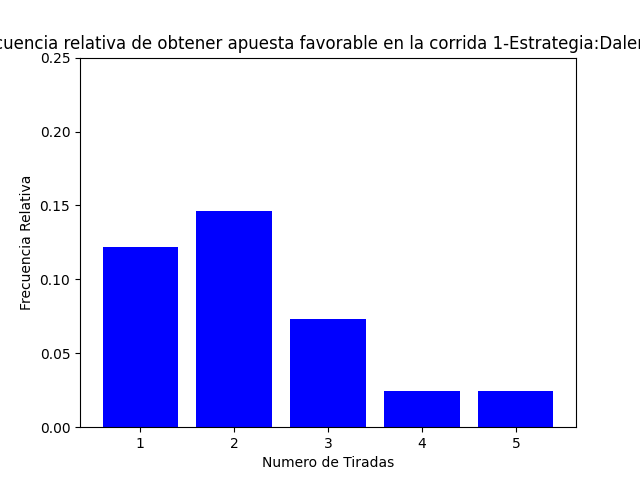 cuencia relativa de obtener apuesta favorable en la corrida 1-Estrategia:Daler
0.25
0.20
0.15
0.10
0.05
0.00
Frecuencia Relativa
1 2 3 4 5
Numero de Tiradas